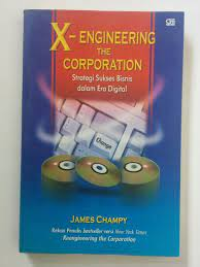 X-ENGINEERING
THE
CORPORATION
Strategi Sukses Bisnis
dalam Era Digital
Change
JAMES CHAMPY
Penulis bestseller versi New York Times
Reengineering the Corporation